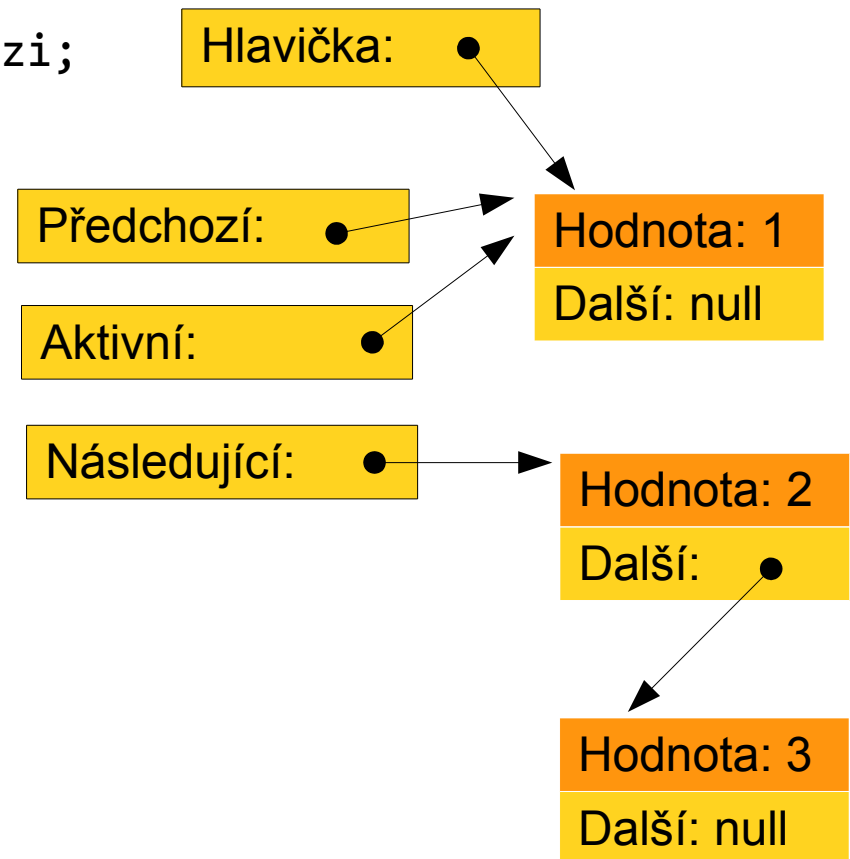 zi;
Hlavička:
Předchozí:
Hodnota: 1
Další: null
Aktivní:
Následující:
Hodnota: 2
Další:
Hodnota: 3
Další: null